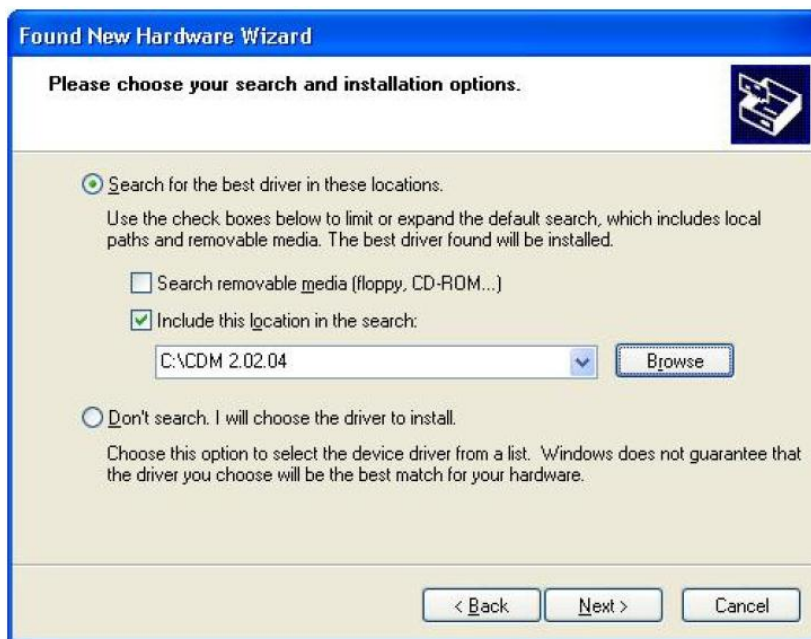 Found New Hardware Wizard
Please choose your search and installation options.
Search for the best driver in these locations.
Use the check boxes below to limit or expand the default search, which includes local
paths and removable media. The best driver found will be installed.
Search removable media (floppy, CD-ROM...)
Include this location in the search:
C:\CDM 2.02.04
Browse
Don't search. I will choose the driver to install.
Choose this option to select the device driver from a list.  Windows does not guarantee that
the driver you choose will be the best match for your hardware.
< Back
Next >
Cancel